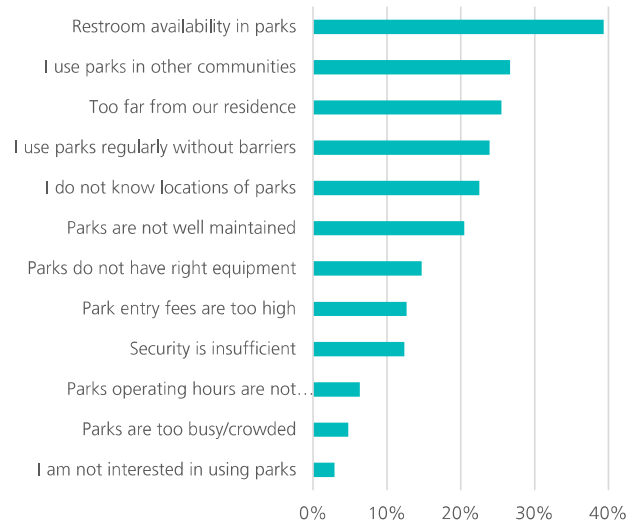 Restroom availability in parks
I use parks in other communities
Too far from our residence
I use parks regularly without barriers
I do not know locations of parks
Parks are not well maintained
Parks do not have right equipment
Park entry fees are too high
Security is insufficient
Parks operating hours are not…
Parks are too busy/crowded
I am not interested in using parks
0% 10% 20% 30% 40%